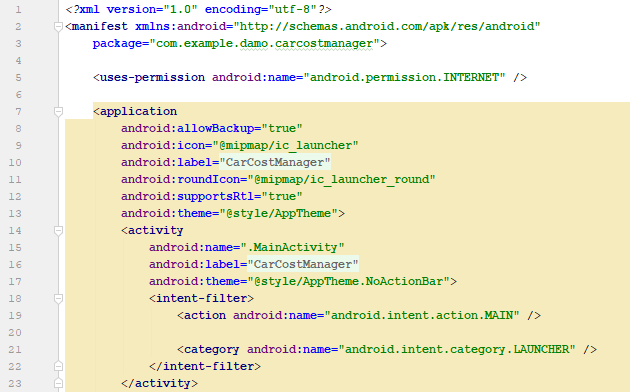 1 <?xml version="1.0" encoding="utf-8"?>
2 <manifest xmlns:android="http://schemas.android.com/apk/res/android"
3     package="com.example.damo.carcostmanager">
4
5     <uses-permission android:name="android.permission.INTERNET" />
6
7     <application
8         android:allowBackup="true"
9         android:icon="@mipmap/ic_launcher"
10         android:label="CarCostManager"
11         android:roundIcon="@mipmap/ic_launcher_round"
12         android:supportsRtl="true"
13         android:theme="@style/AppTheme">
14         <activity
15             android:name=".MainActivity"
16             android:label="CarCostManager"
17             android:theme="@style/AppTheme.NoActionBar">
18             <intent-filter>
19                 <action android:name="android.intent.action.MAIN" />
20
21                 <category android:name="android.intent.category.LAUNCHER" />
22             </intent-filter>
23         </activity>